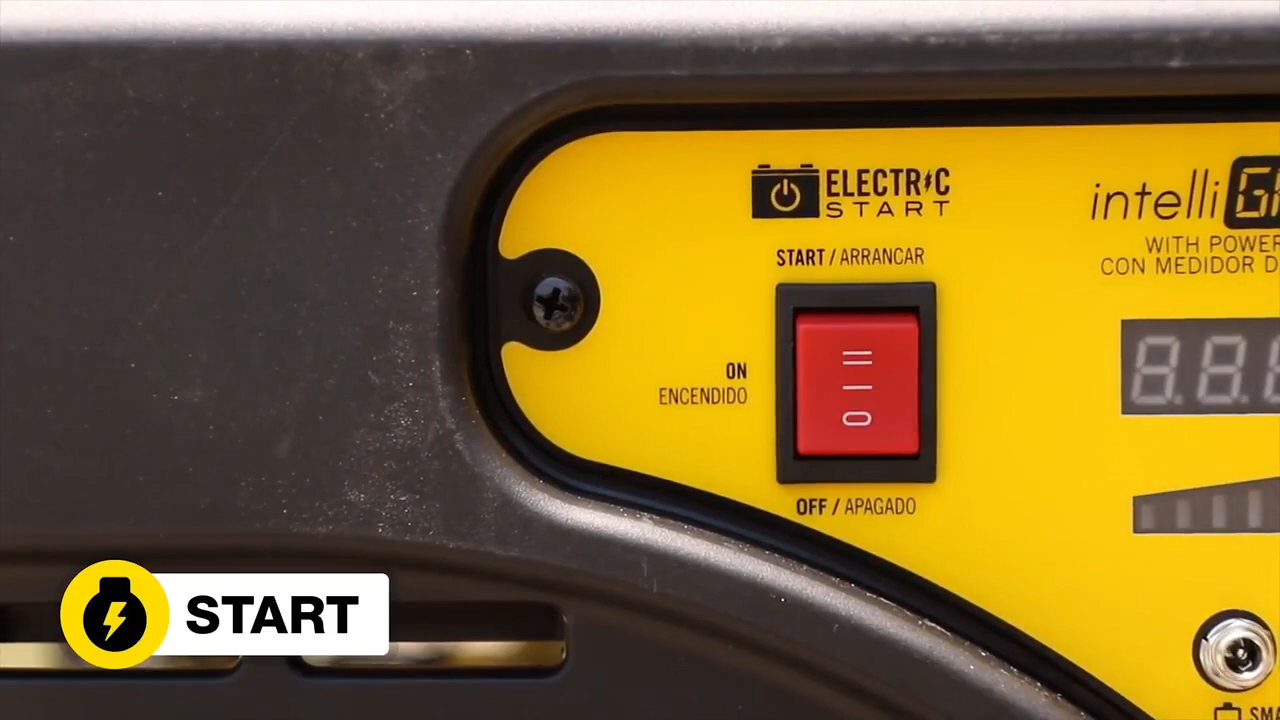 ELECTRIC
START
START / ARRANCAR
ON
ENCENDIDO
OFF / APAGADO
intelli
WITH POWER
CON MEDIDOR D
START